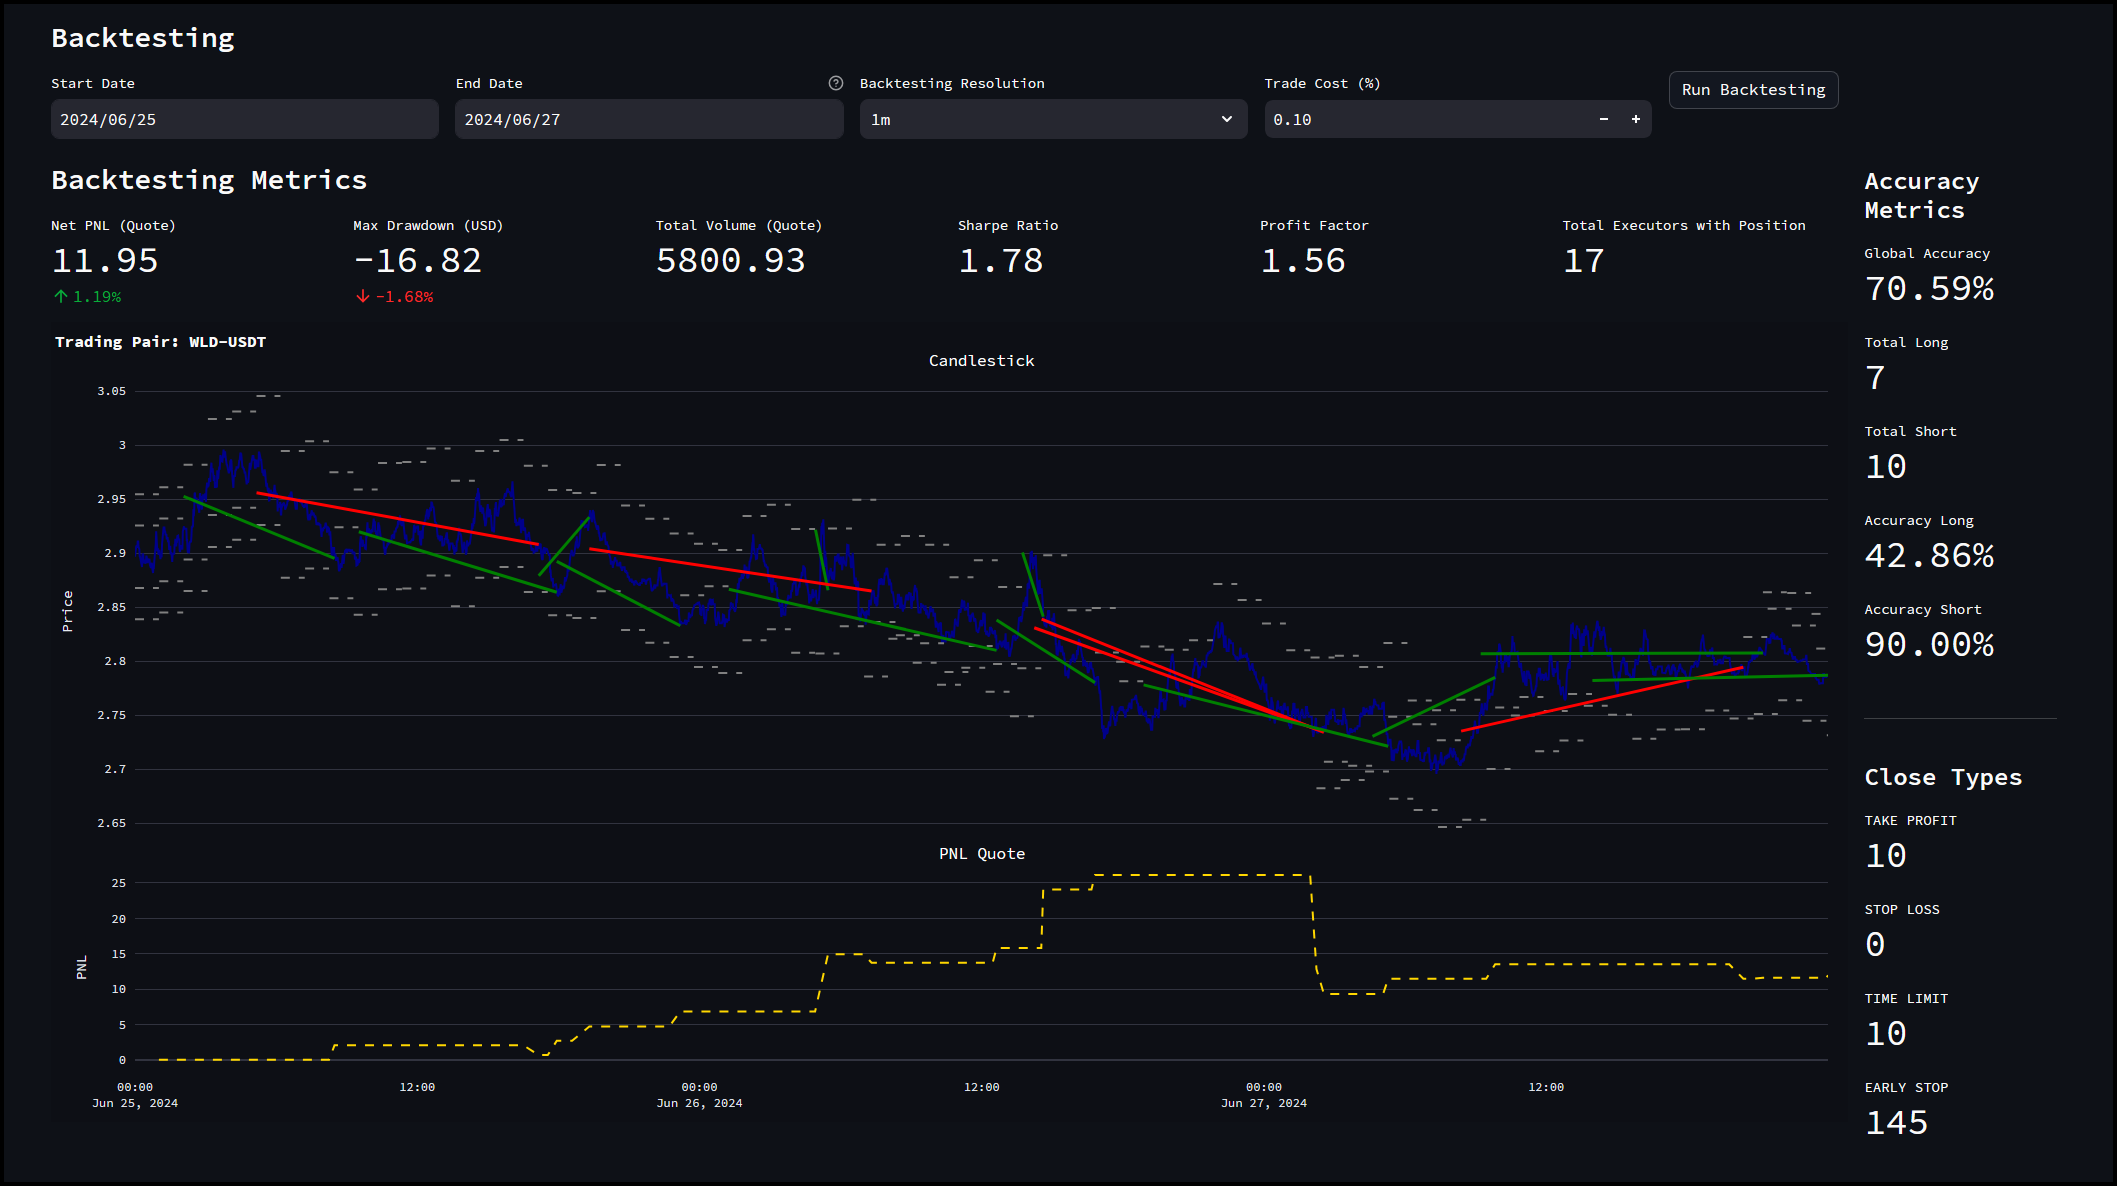 Backtesting
Start Date
End Date
Backtesting Resolution
Trade Cost (%)
2024/06/25
2024/06/27
1m
0.10
Run Backtesting
Backtesting Metrics
Net PNL (Quote)
11.95
1.19%
Max Drawdown (USD)
-16.82
-1.68%
Total Volume (Quote)
5800.93
Sharpe Ratio
1.78
Profit Factor
1.56
Total Executors with Position
17
Trading Pair: WLD-USDT
Candlestick
Price
3.05
3
2.95
2.9
2.85
2.8
2.75
2.7
2.65
PNL Quote
PNL
25
20
15
10
5
0
00:00
Jun 25, 2024
12:00
00:00
Jun 26, 2024
12:00
00:00
Jun 27, 2024
12:00
Accuracy
Metrics
Global Accuracy
70.59%
Total Long
7
Total Short
10
Accuracy Long
42.86%
Accuracy Short
90.00%
Close Types
TAKE PROFIT
10
STOP LOSS
0
TIME LIMIT
10
EARLY STOP
145